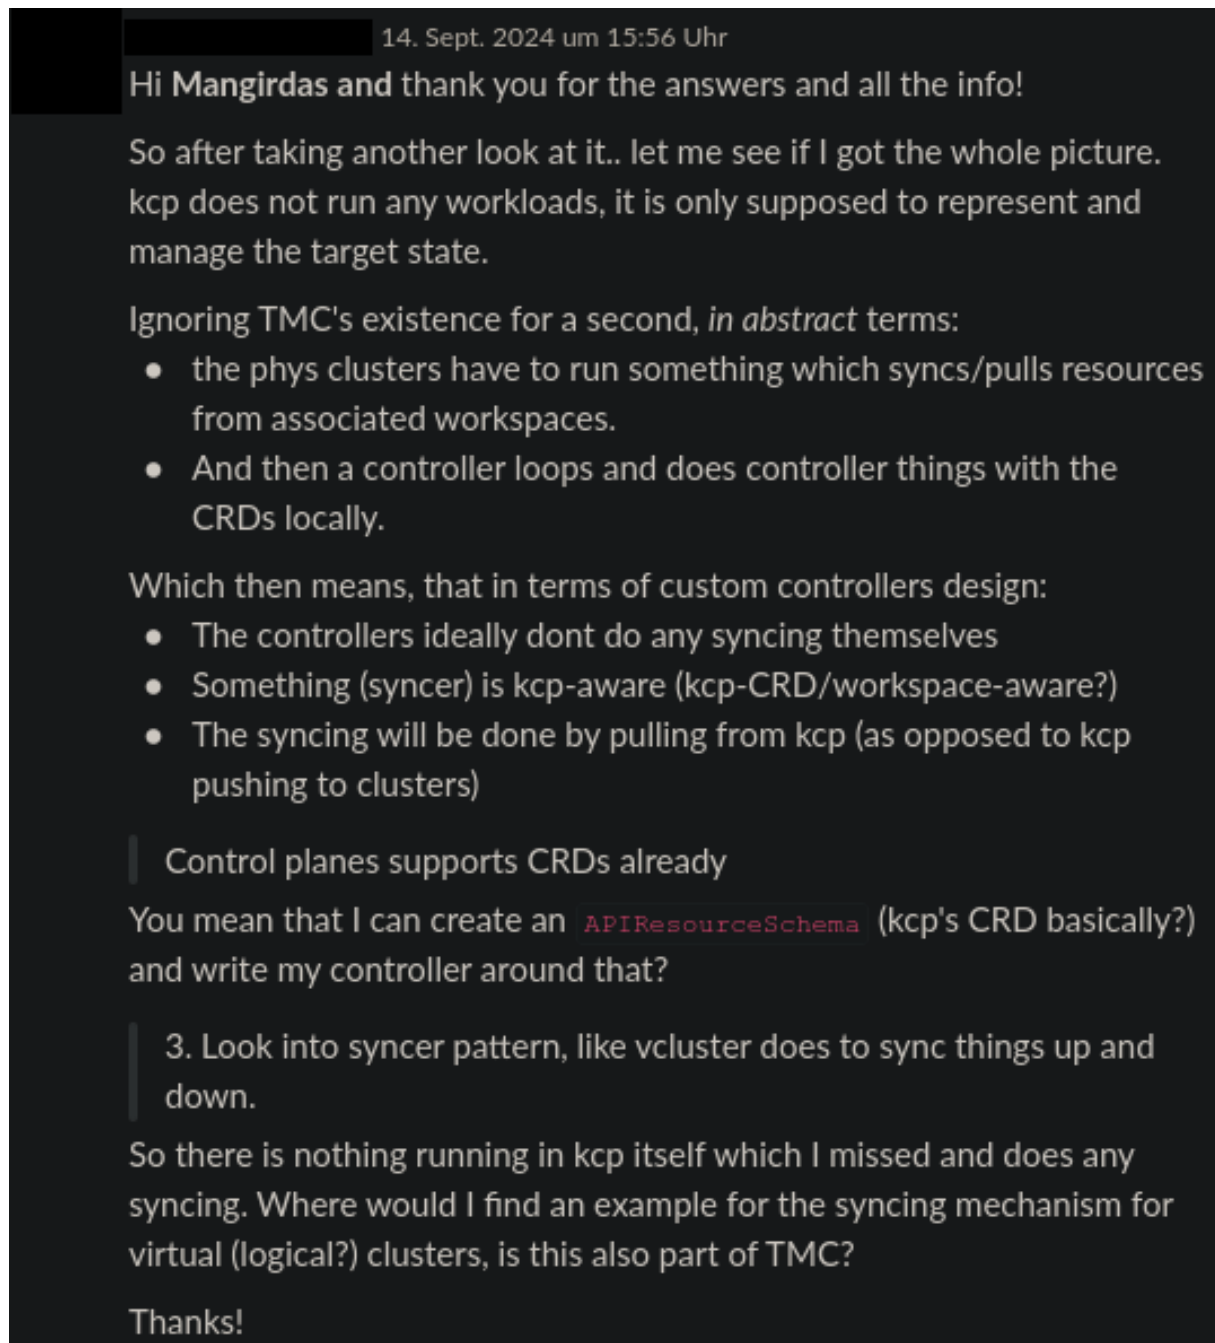 14. Sept. 2024 um 15:56 Uhr
Hi Mangirdas and thank you for the answers and all the info!
So after taking another look at it.. let me see if I got the whole picture.
kcp does not run any workloads, it is only supposed to represent and
manage the target state.
Ignoring TMC's existence for a second, in abstract terms:
● the phys clusters have to run something which syncs/pulls resources
from associated workspaces.
● And then a controller loops and does controller things with the
CRDs locally.
Which then means, that in terms of custom controllers design:
● The controllers ideally dont do any syncing themselves
● Something (syncer) is kcp-aware (kcp-CRD/workspace-aware?)
● The syncing will be done by pulling from kcp (as opposed to kcp
pushing to clusters)
Control planes supports CRDs already
You mean that I can create an APIResourceSchema (kcp's CRD basically?)
and write my controller around that?
3. Look into syncer pattern, like vcluster does to sync things up and
down.
So there is nothing running in kcp itself which I missed and does any
syncing. Where would I find an example for the syncing mechanism for
virtual (logical?) clusters, is this also part of TMC?
Thanks!